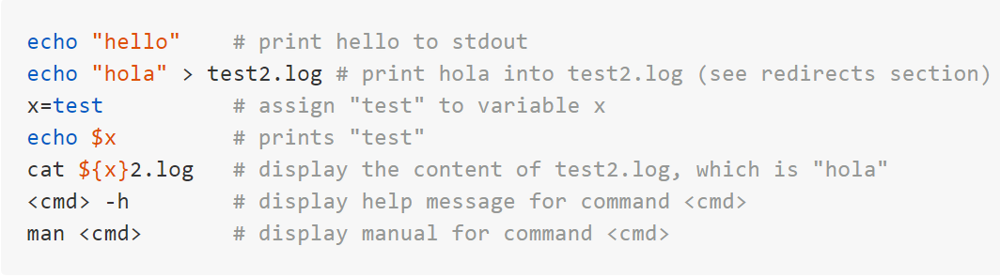 echo "hello"    # print hello to stdout
echo "hola" > test2.log # print hola into test2.log (see redirects section)
x=test          # assign "test" to variable x
echo $x         # prints "test"
cat ${x}2.log   # display the content of test2.log, which is "hola"
<cmd> -h        # display help message for command <cmd>
man <cmd>       # display manual for command <cmd>